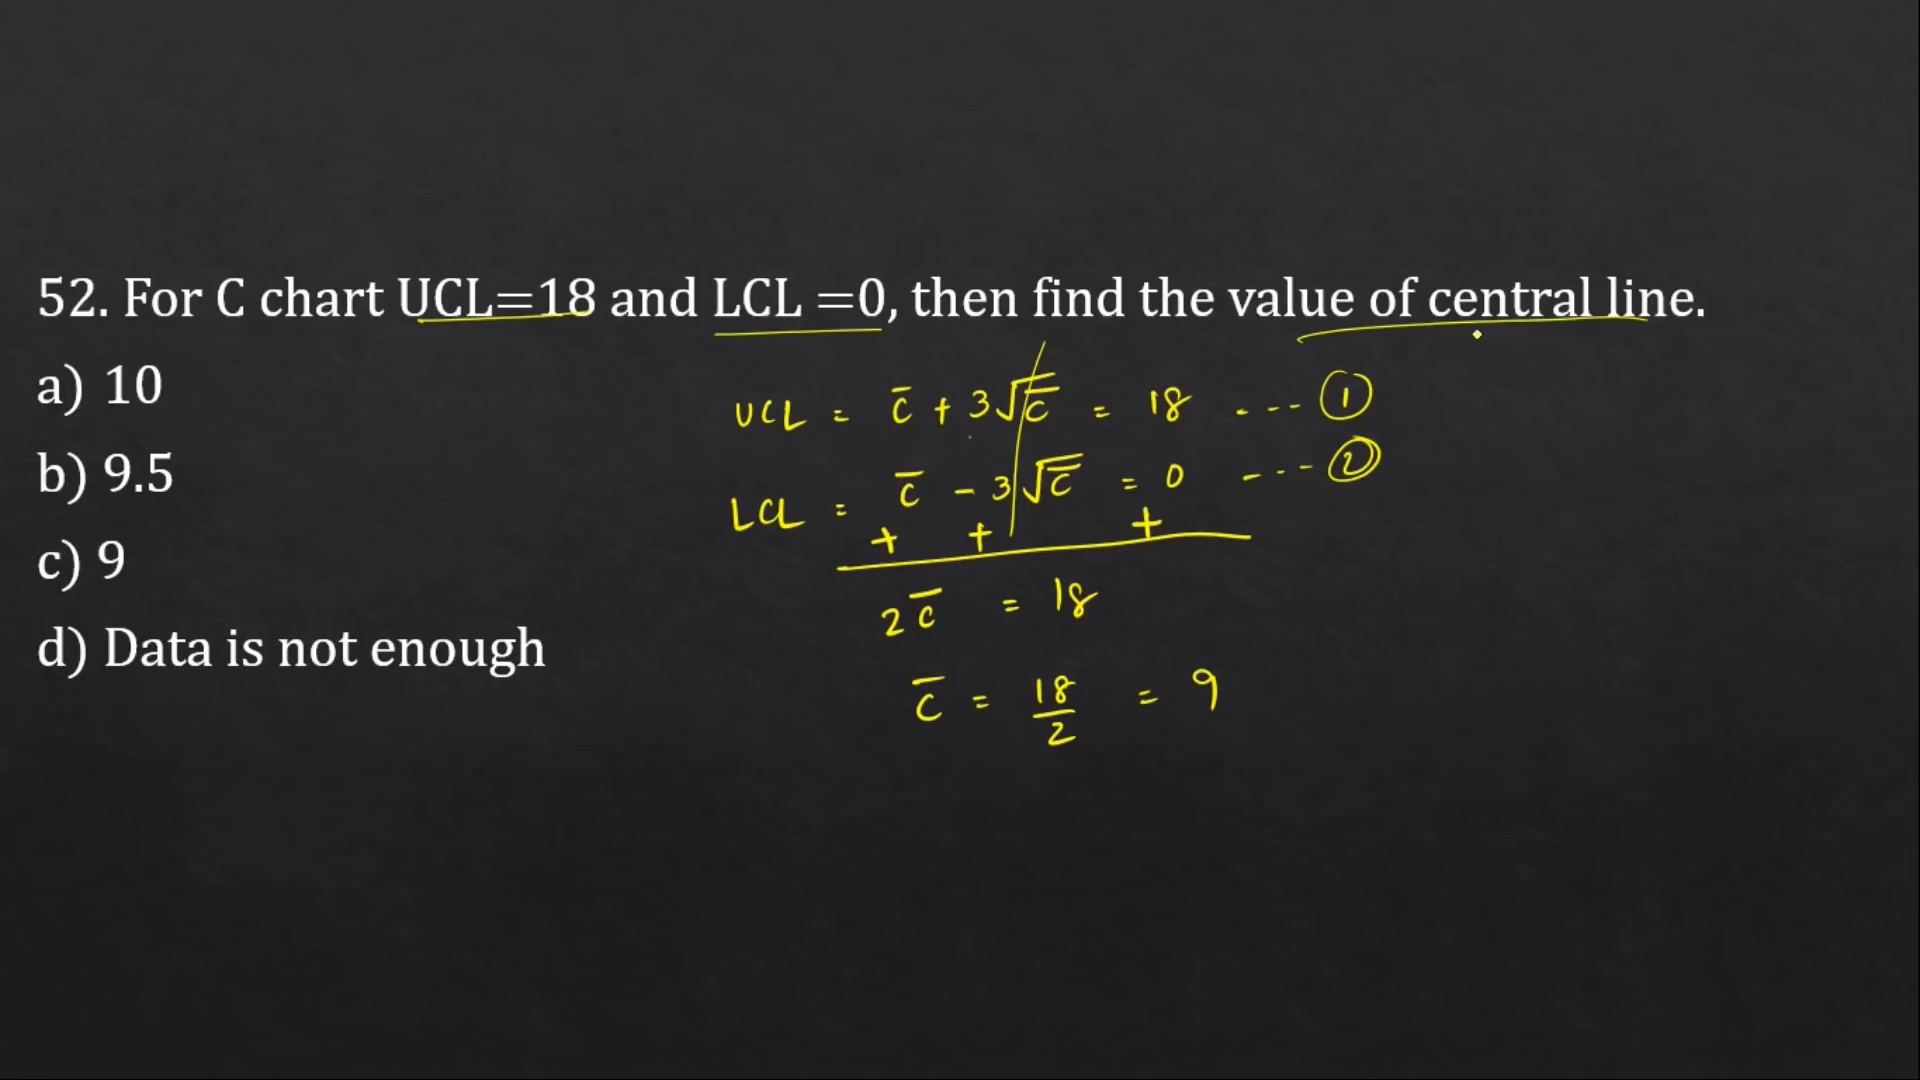 52. For C chart UCL=18 and LCL =0, then find the value of central line.
a) 10
b) 9.5
c) 9
d) Data is not enough
UCL = c̄ + 3√c̄ = 18 ---- ①
LCL = c̄ - 3√c̄ = 0 ---- ②
+ + +
2c̄ = 18
c̄ = 18/2 = 9